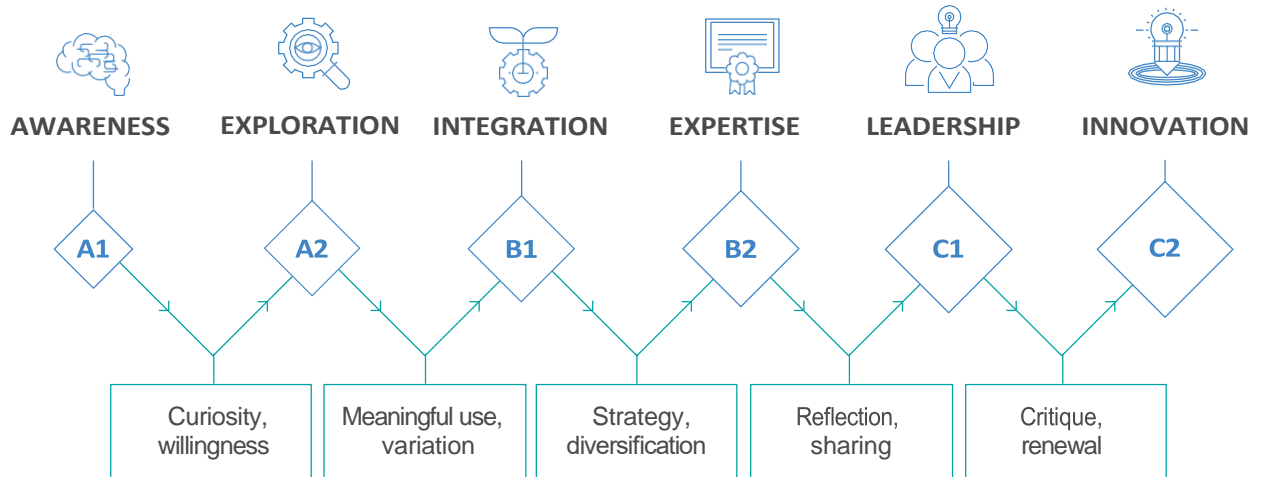 AWARENESS
EXPLORATION
INTEGRATION
EXPERTISE
LEADERSHIP
INNOVATION
A1
A2
B1
B2
C1
C2
Curiosity,
willingness
Meaningful use,
variation
Strategy,
diversification
Reflection,
sharing
Critique,
renewal